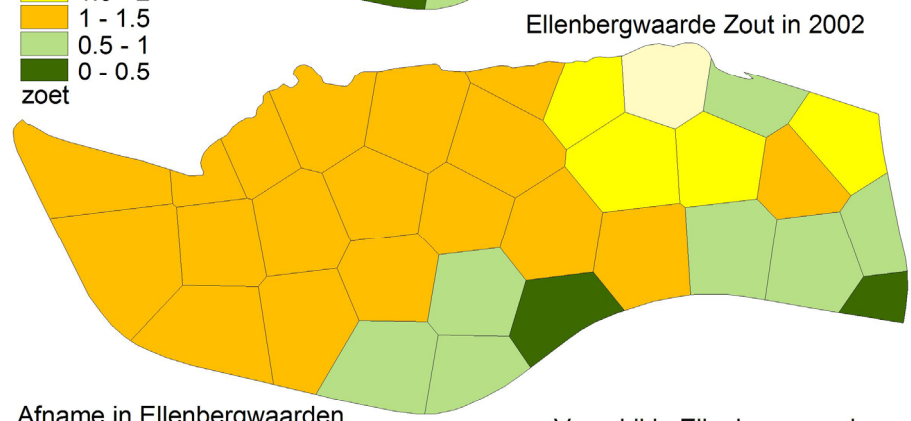 Ellenbergwaarde Zout in 2002
1 - 1.5
0.5 - 1
0 - 0.5
zoet
Afname in Ellenbergwaarden